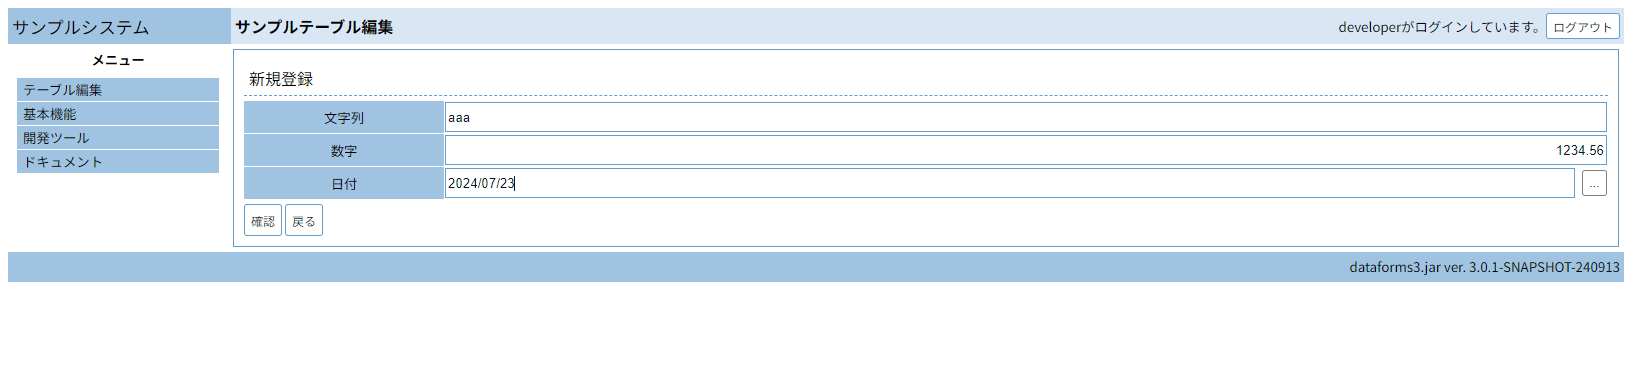 サンプルシステム
サンプルテーブル編集
developerがログインしています。 ログアウト
メニュー
テーブル編集
基本機能
開発ツール
ドキュメント
新規登録
文字列 aaa
数字 1234.56
日付 2024/07/23 ...
確認 戻る
dataforms3.jar ver. 3.0.1-SNAPSHOT-240913